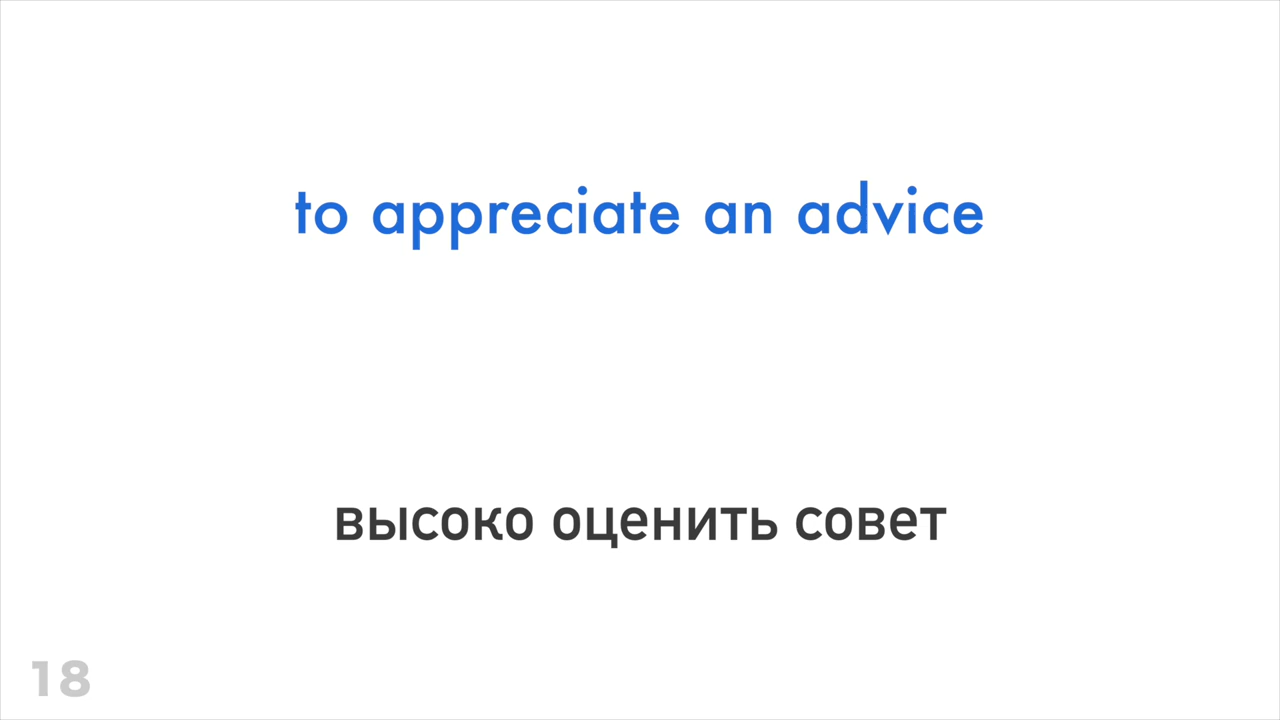 to appreciate an advice
высоко оценить совет
18